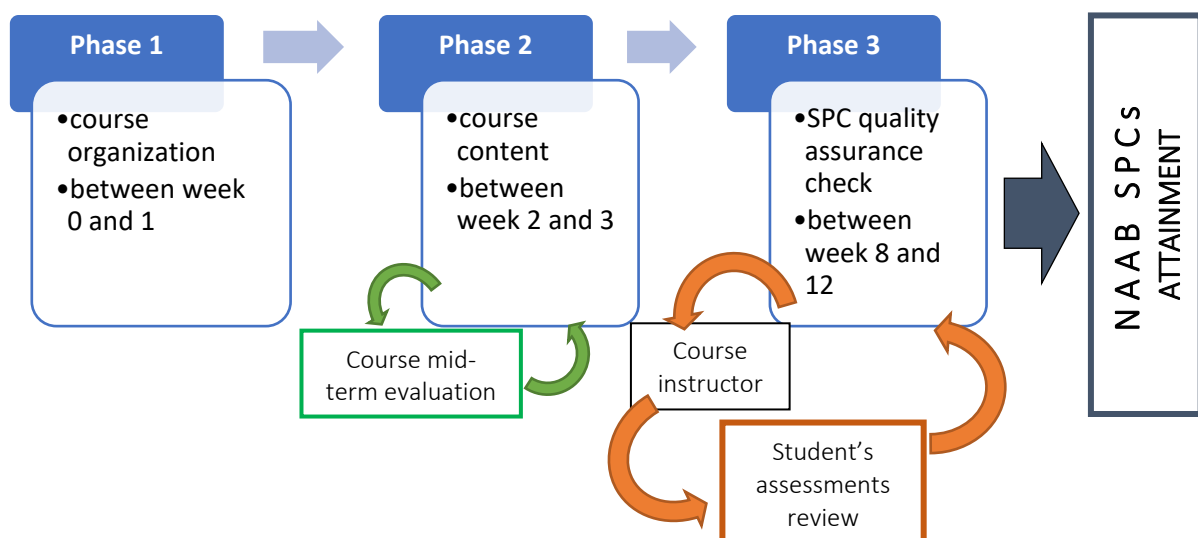 Phase 1
•course
organization
•between week
0 and 1
Phase 2
•course
content
•between
week 2 and 3
Phase 3
•SPC quality
assurance
check
•between
week 8 and
12
Course mid-
term evaluation
Course
instructor
Student’s
assessments
review
NAAB SPCs
ATTAINMENT